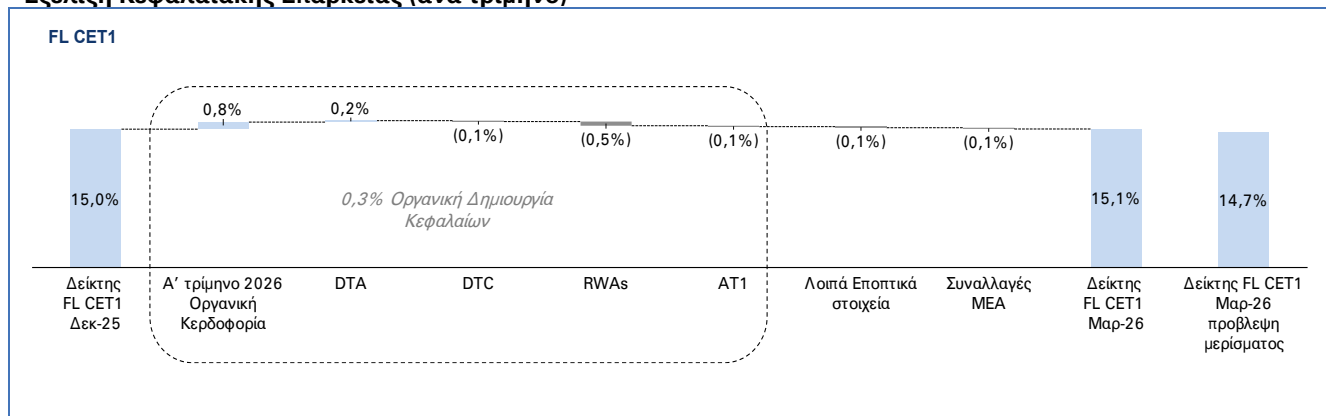 Εξέλιξη Κεφαλαιακής Επάρκειας (ανά τρίμηνο)
FL CET1
0,8%
0,2%
(0,1%)
(0,5%)
(0,1%)
(0,1%)
(0,1%)
15,0%
0,3% Οργανική Δημιουργία
Κεφαλαίων
15,1%
14,7%
Δείκτης
FL CET1
Δεκ-25
Α’ τρίμηνο 2026
Οργανική
Κερδοφορία
DTA
DTC
RWAs
AT1
Λοιπά Εποπτικά
στοιχεία
Συναλλαγές
ΜΕΑ
Δείκτης
FL CET1
Μαρ-26
Δείκτης FL CET1
Μαρ-26
προβλεψη
μερίσματος